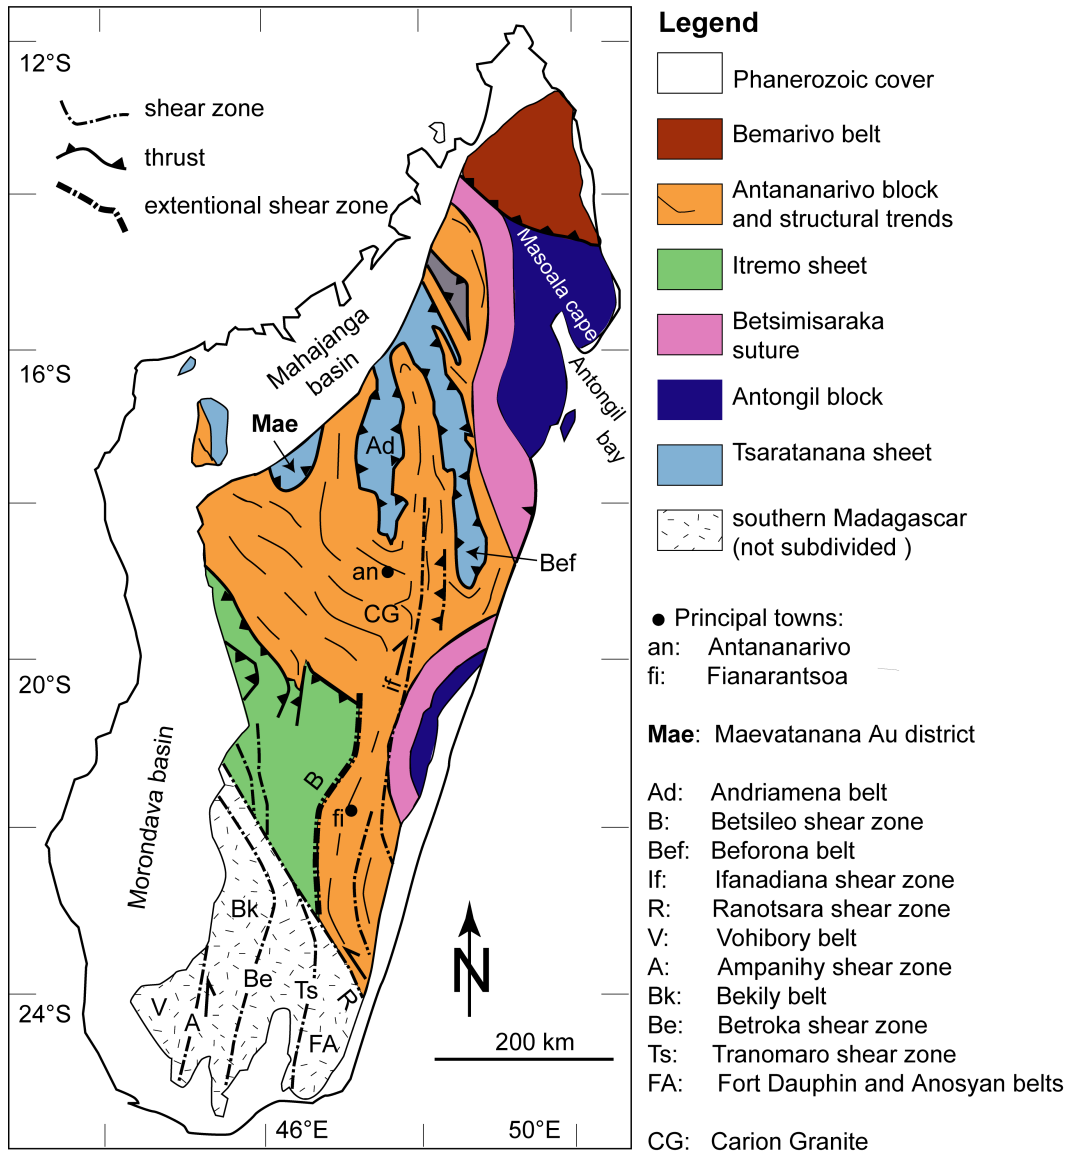 12°S
shear zone
thrust
extentional shear zone
Masoala cape
Mahajanga
basin
16°S
Antongil
bay
Mae
Ad
Bef
an
CG
if
20°S
B
fi
Morondava basin
Bk
Be
Ts
R
V
A
FA
N
24°S
200 km
46°E
50°E
Legend
Phanerozoic cover
Bemarivo belt
Antananarivo block
and structural trends
Itremo sheet
Betsimisaraka
suture
Antongil block
Tsaratanana sheet
southern Madagascar
(not subdivided )
Principal towns:
an: Antananarivo
fi: Fianarantsoa
Mae: Maevatanana Au district
Ad: Andriamena belt
B: Betsileo shear zone
Bef: Beforona belt
If: Ifanadiana shear zone
R: Ranotsara shear zone
V: Vohibory belt
A: Ampanihy shear zone
Bk: Bekily belt
Be: Betroka shear zone
Ts: Tranomaro shear zone
FA: Fort Dauphin and Anosyan belts
CG: Carion Granite